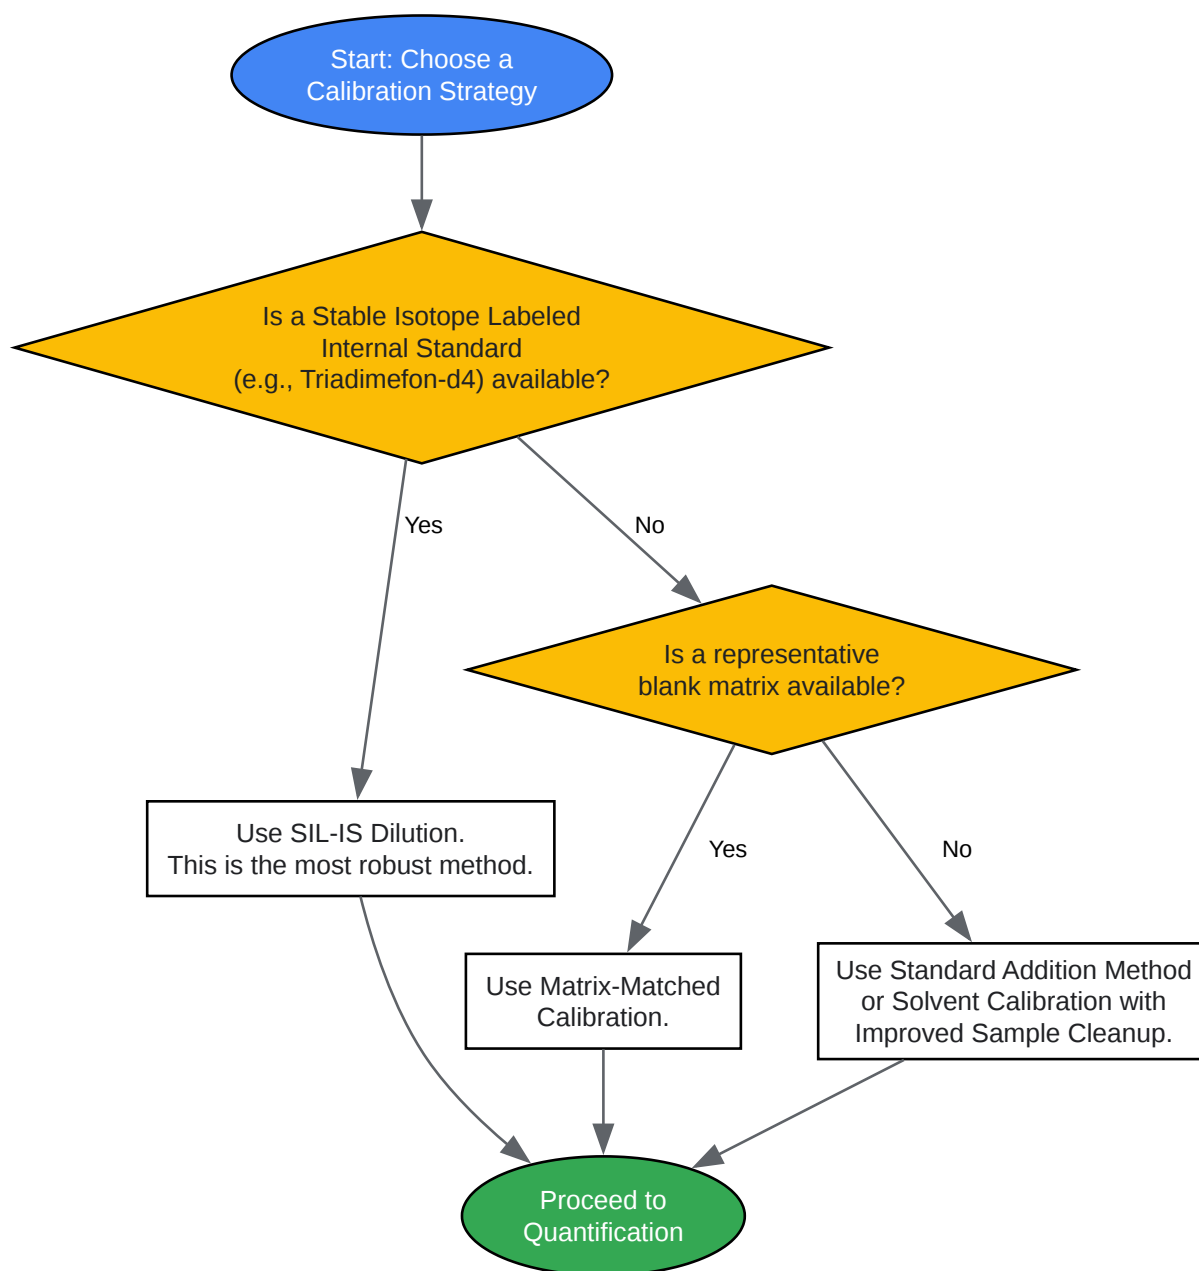 Start: Choose a
Calibration Strategy
Is a Stable Isotope Labeled
Internal Standard
(e.g., Triadimefon-d4) available?
Yes
No
Is a representative
blank matrix available?
Use SIL-IS Dilution.
This is the most robust method.
Yes
No
Use Matrix-Matched
Calibration.
Use Standard Addition Method
or Solvent Calibration with
Improved Sample Cleanup.
Proceed to
Quantification